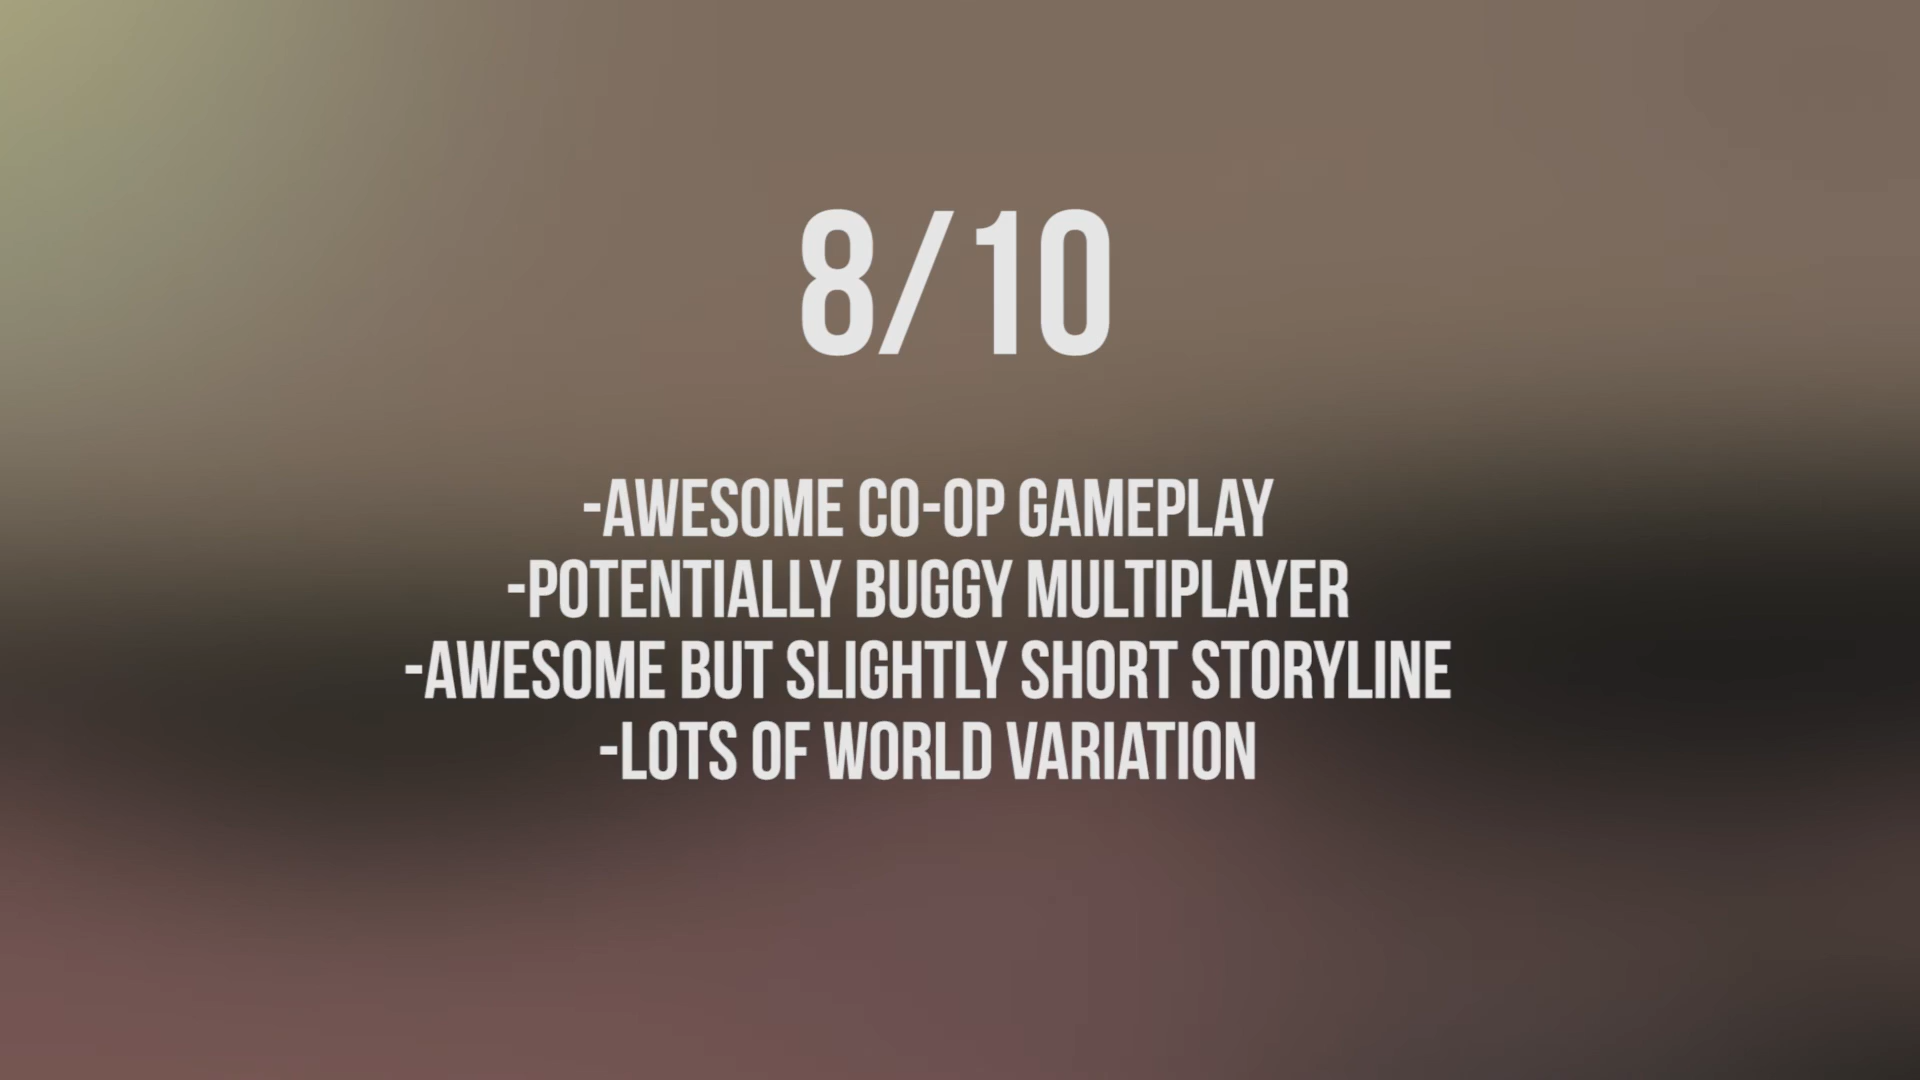 8/10
-AWESOME CO-OP GAMEPLAY
-POTENTIALLY BUGGY MULTIPLAYER
-AWESOME BUT SLIGHTLY SHORT STORYLINE
-LOTS OF WORLD VARIATION